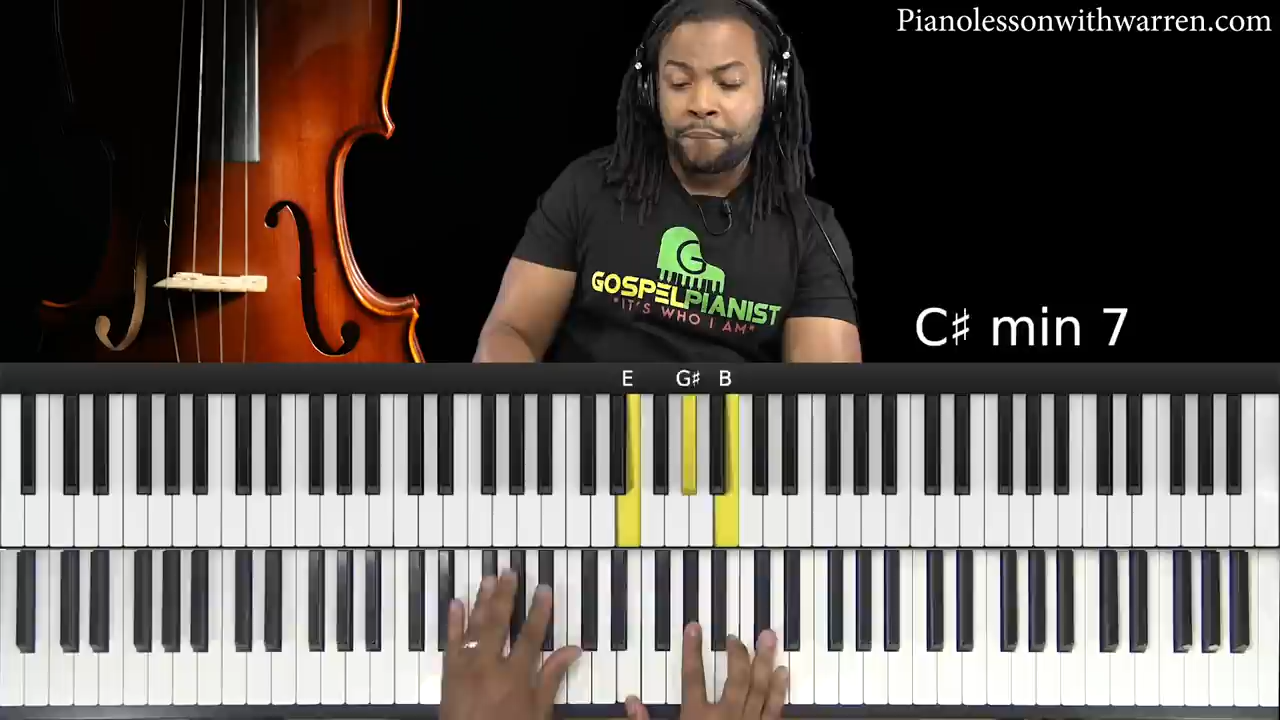 Pianolessonwithwarren.com
G
GOSPELPIANIST
*IT'S WHO I AM*
C♯ min 7
E G♯ B